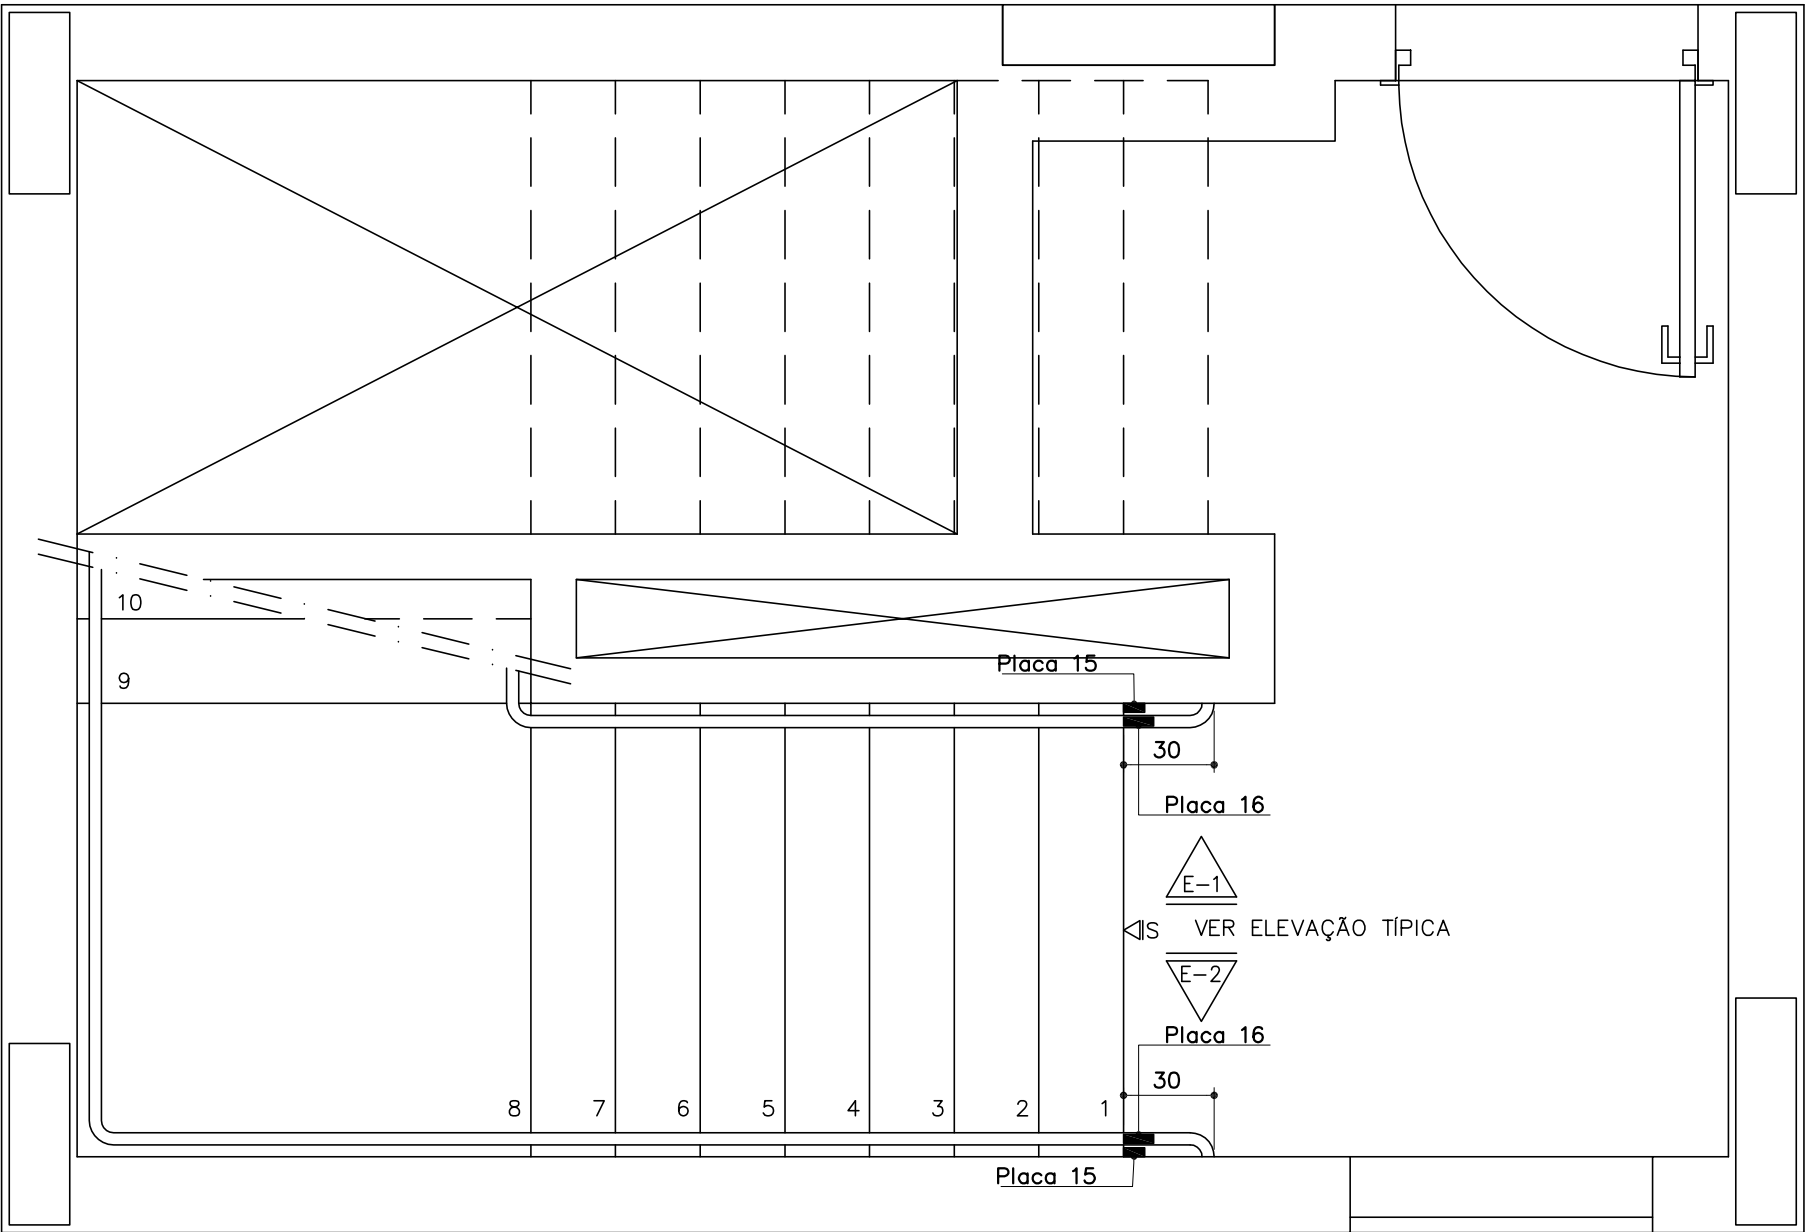 10
9
Placa 15
30
Placa 16
E-1
S VER ELEVAÇÃO TÍPICA
E-2
Placa 16
30
8 7 6 5 4 3 2 1
Placa 15